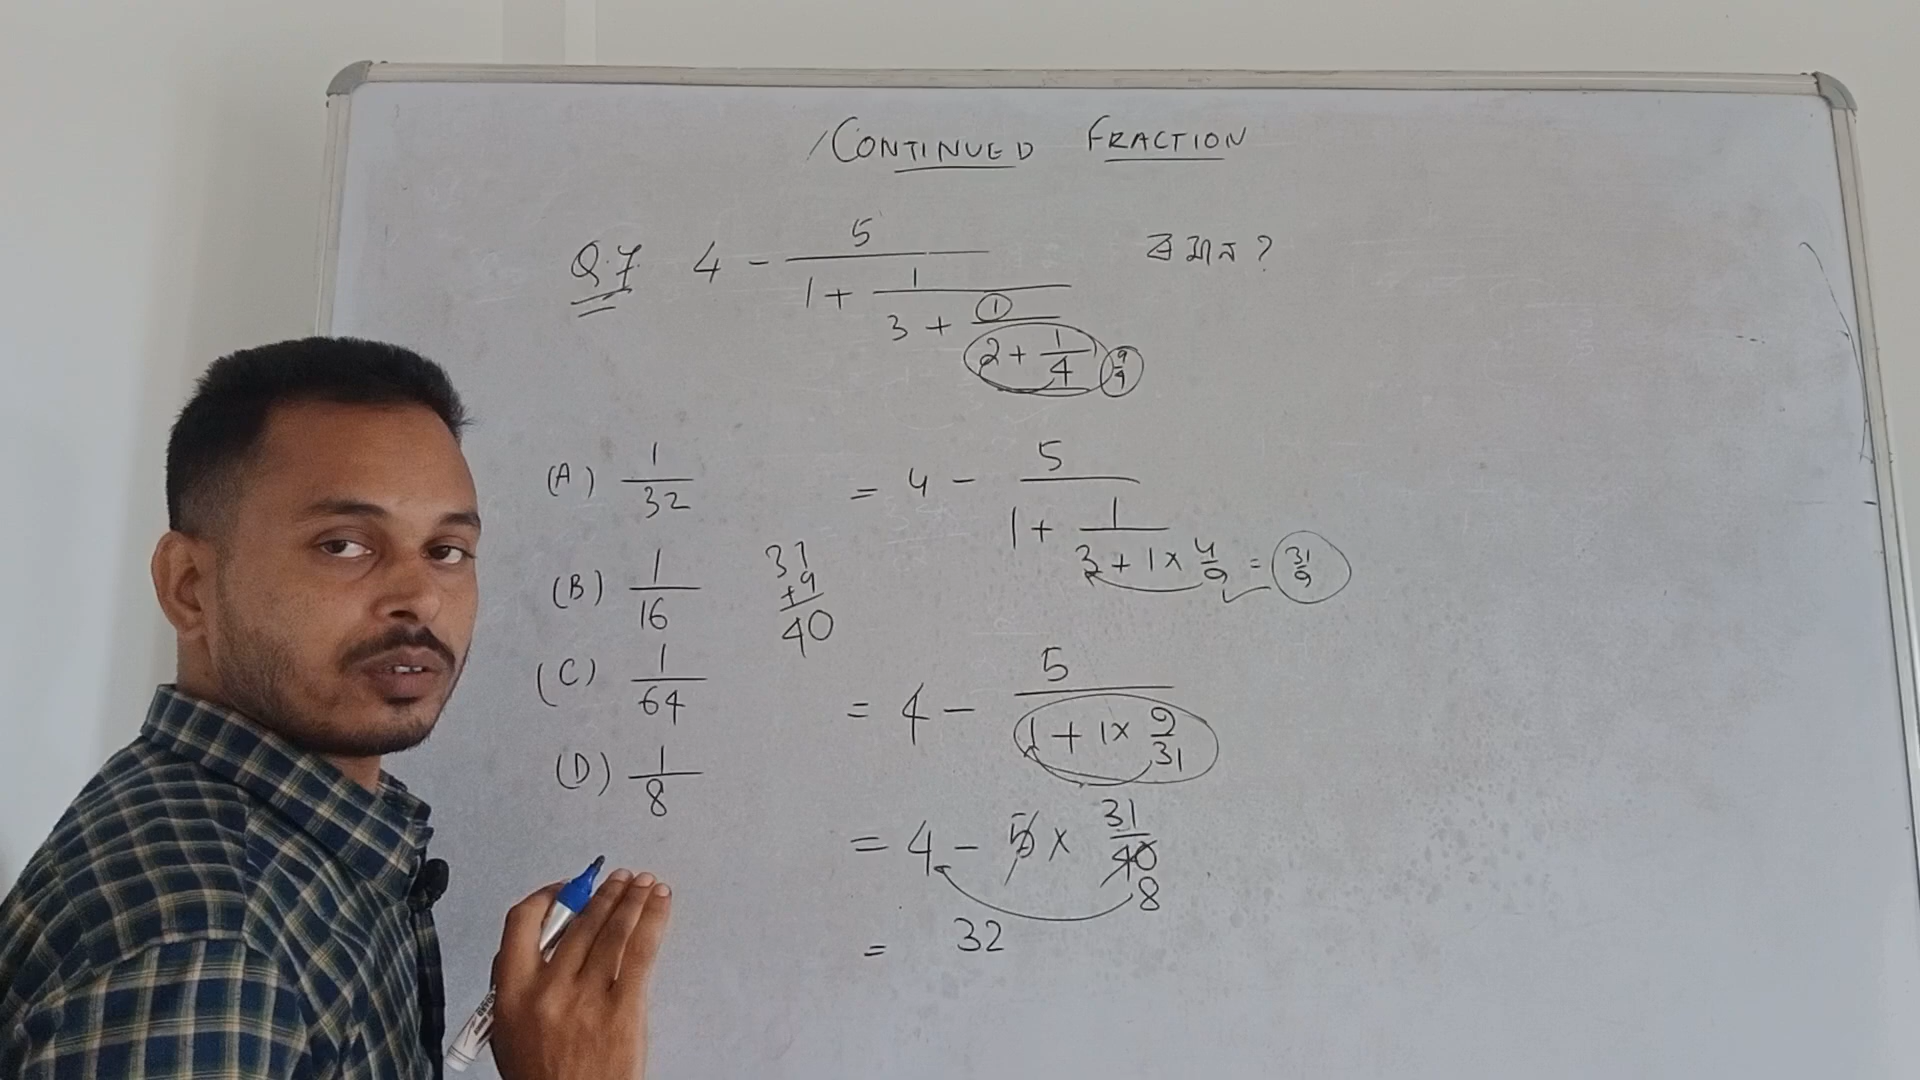 CONTINUED FRACTION
Q.7 4 - 5 / (1 + 1 / (3 + 1 / (2 + 1/4))) 9/4 র মান ?
(A) 1/32
(B) 1/16
(C) 1/64
(D) 1/8
31
+9
40
= 4 - 5 / (1 + 1 / (3 + 1 × 4/9)) = 31/9
= 4 - 5 / (1 + 1 × 9/31)
= 4 - 5 × 31/40 8
= 32